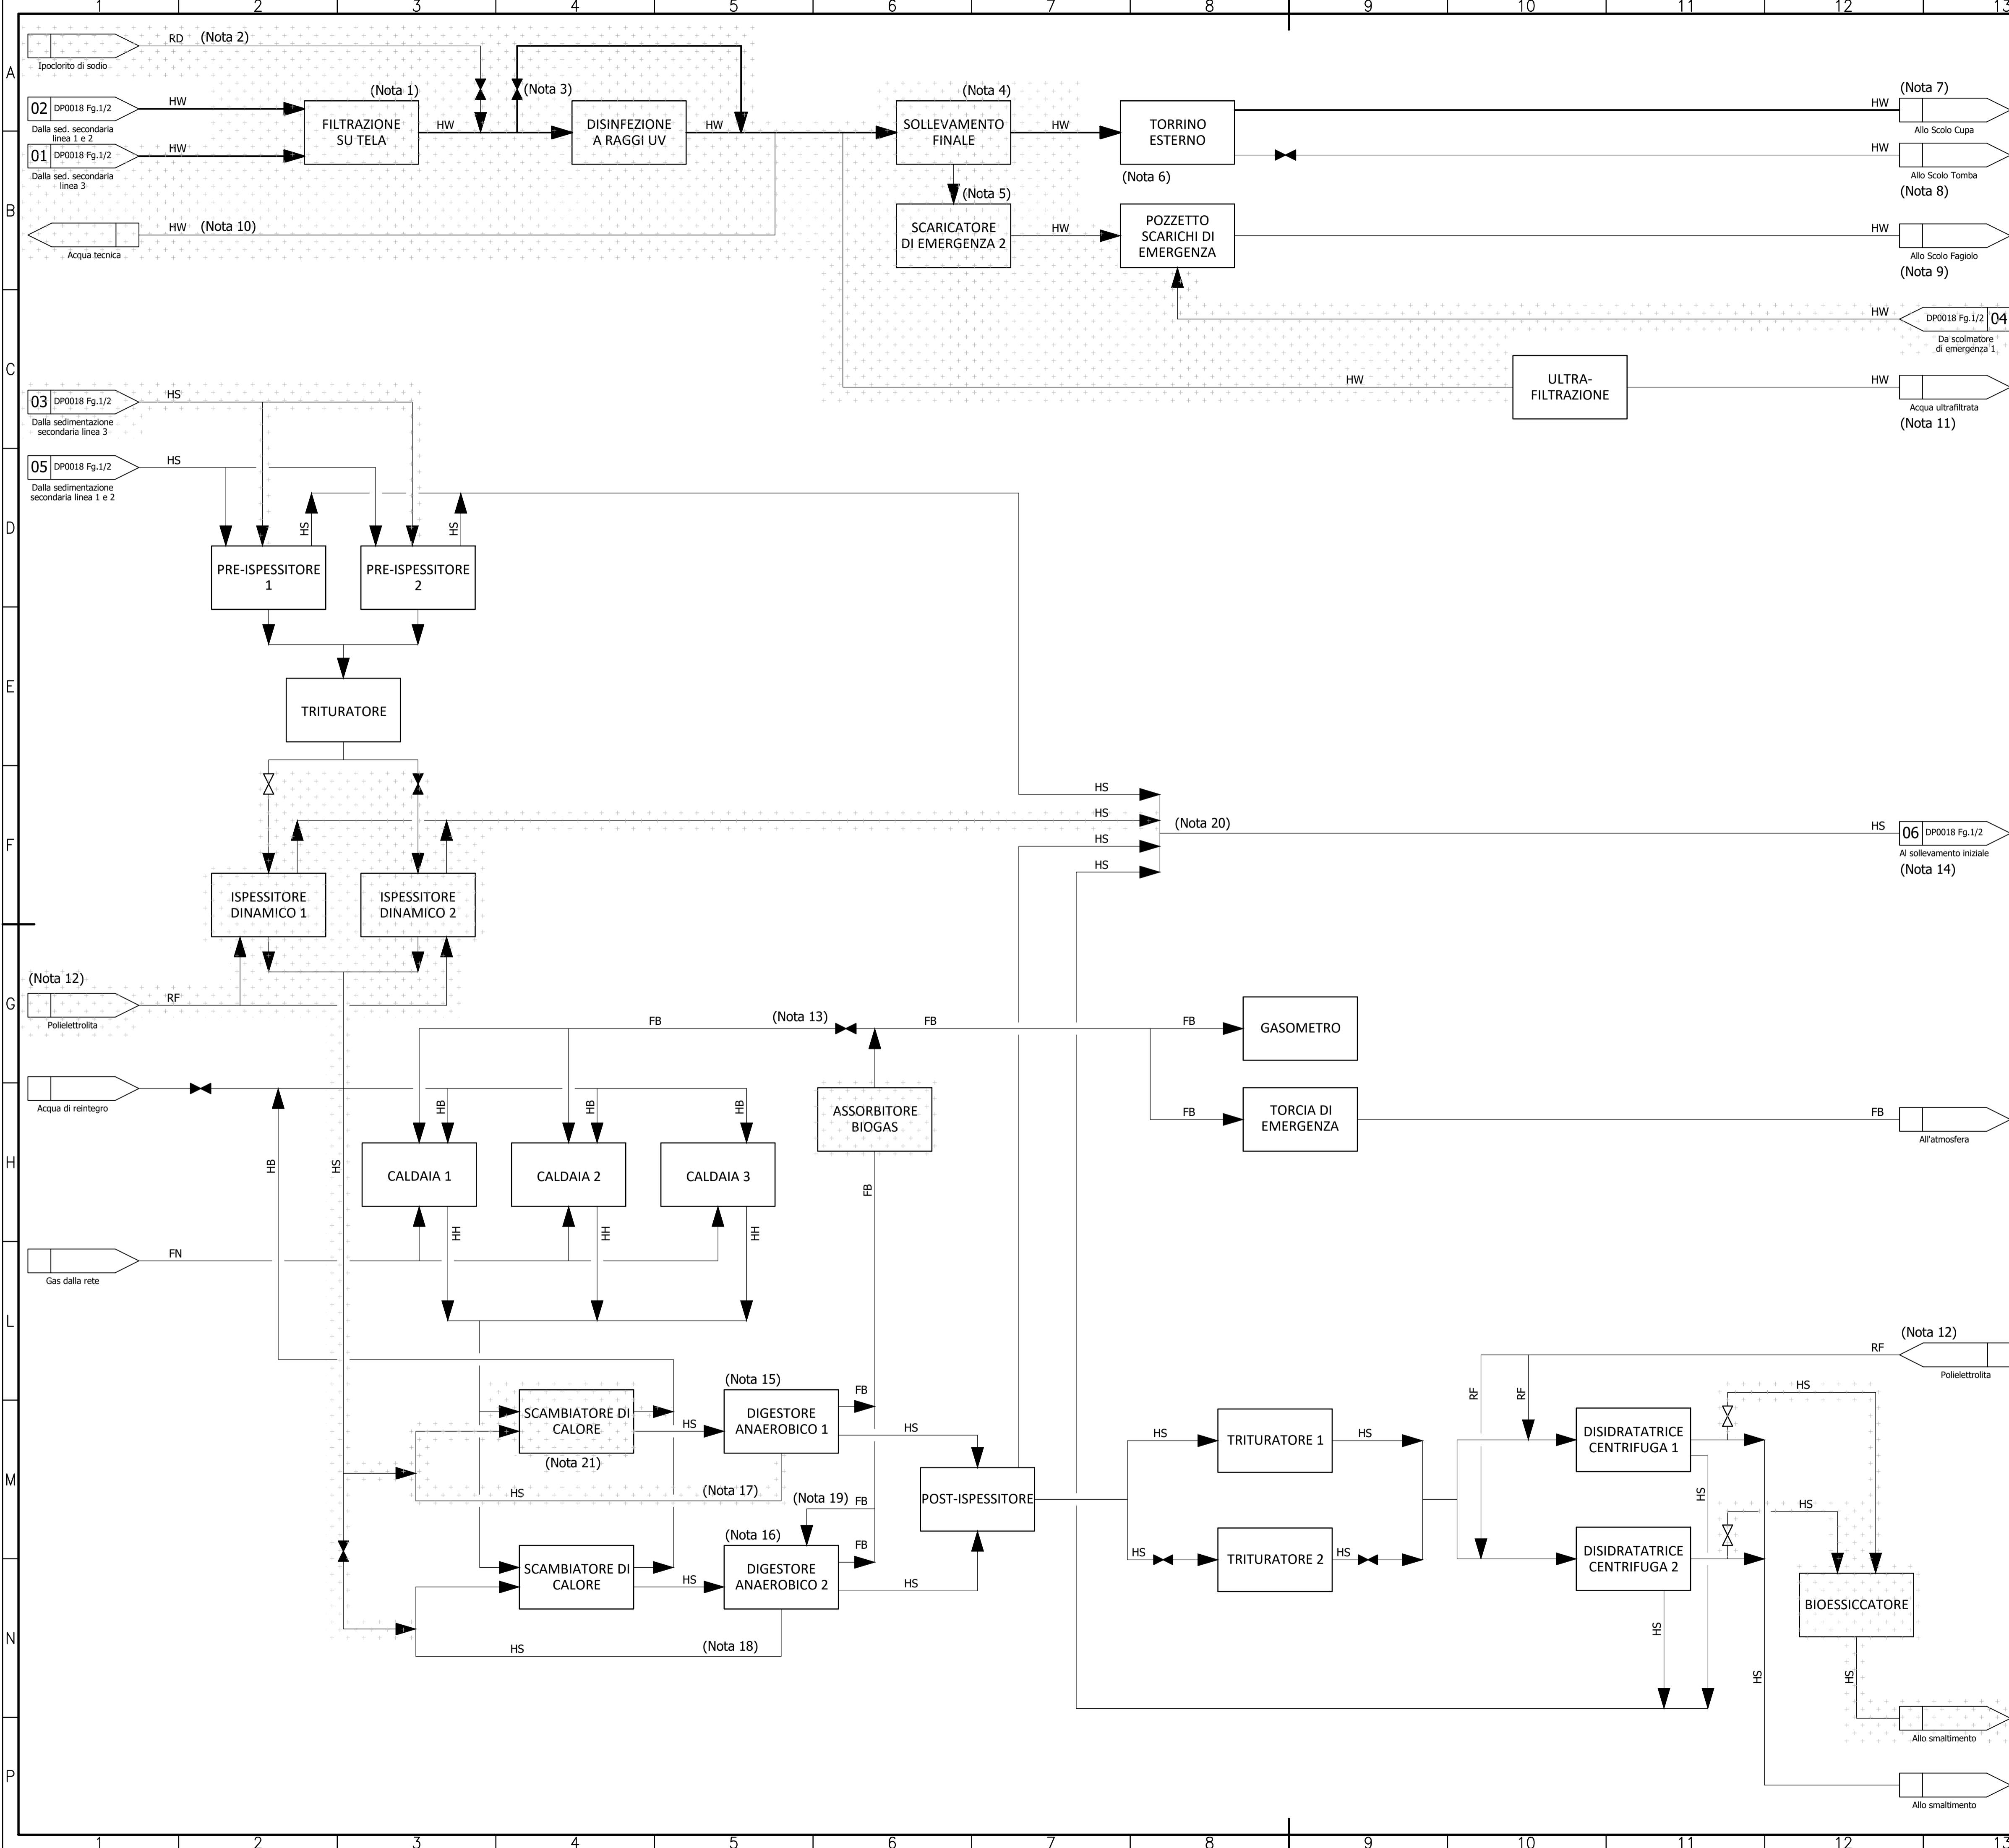 1 2 3 4 5 6 7 8 9 10 11 12 13
A
RD (Nota 2)
Ipoclorito di sodio
(Nota 1)
(Nota 3)
(Nota 4)
(Nota 7)
02 DP0018 Fg.1/2 HW
HW
Dalla sed. secondaria
linea 1 e 2
FILTRAZIONE
SU TELA
HW
DISINFEZIONE
A RAGGI UV
HW
SOLLEVAMENTO
FINALE
HW
TORRINO
ESTERNO
Allo Scolo Cupa
01 DP0018 Fg.1/2 HW
HW
Dalla sed. secondaria
linea 3
(Nota 6)
Allo Scolo Tomba
(Nota 5)
(Nota 8)
B
HW (Nota 10)
Acqua tecnica
SCARICATORE
DI EMERGENZA 2
HW
POZZETTO
SCARICHI DI
EMERGENZA
HW
Allo Scolo Fagiolo
(Nota 9)
HW DP0018 Fg.1/2 04
Da scolmatore
di emergenza 1
C
HW
ULTRA-
FILTRAZIONE
HW
Acqua ultrafiltrata
(Nota 11)
03 DP0018 Fg.1/2 HS
Dalla sedimentazione
secondaria linea 3
05 DP0018 Fg.1/2 HS
Dalla sedimentazione
secondaria linea 1 e 2
D
HS
HS
PRE-ISPESSITORE
1
PRE-ISPESSITORE
2
E
TRITURATORE
HS
HS
HS
HS
(Nota 20)
F
HS 06 DP0018 Fg.1/2
Al sollevamento iniziale
(Nota 14)
ISPESSITORE
DINAMICO 1
ISPESSITORE
DINAMICO 2
(Nota 12)
G
RF
Polielettrolita
FB
(Nota 13)
FB
FB
GASOMETRO
Acqua di reintegro
HB
HB
HB
ASSORBITORE
BIOGAS
FB
TORCIA DI
EMERGENZA
FB
All'atmosfera
H
HB
HS
CALDAIA 1
CALDAIA 2
CALDAIA 3
FB
HH
HH
HH
FN
Gas dalla rete
L
(Nota 12)
RF
Polielettrolita
(Nota 15)
FB
RF
RF
HS
SCAMBIATORE DI
CALORE
HS
DIGESTORE
ANAEROBICO 1
HS
HS
TRITURATORE 1
HS
DISIDRATATRICE
CENTRIFUGA 1
(Nota 21)
M
HS
(Nota 17)
(Nota 19) FB
POST-ISPESSITORE
HS
HS
(Nota 16)
FB
SCAMBIATORE DI
CALORE
HS
DIGESTORE
ANAEROBICO 2
HS
HS
TRITURATORE 2
HS
DISIDRATATRICE
CENTRIFUGA 2
BIOESSICCATORE
N
HS
(Nota 18)
HS
HS
HS
Allo smaltimento
P
Allo smaltimento
1 2 3 4 5 6 7 8 9 10 11 12 13